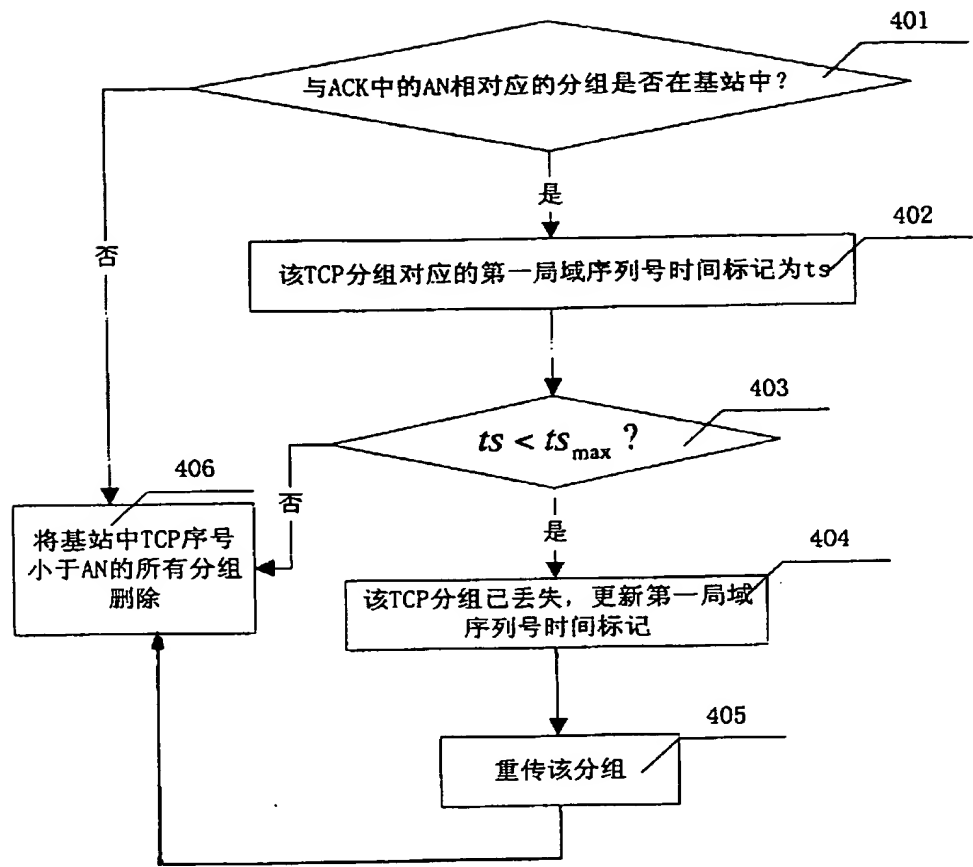 401
与ACK中的AN相对应的分组是否在基站中?
是
402
否
该TCP分组对应的第一局域序列号时间标记为ts
403
ts < ts_max ?
406
否
将基站中TCP序号
小于AN的所有分组
删除
是
404
该TCP分组已丢失，更新第一局域
序列号时间标记
405
重传该分组